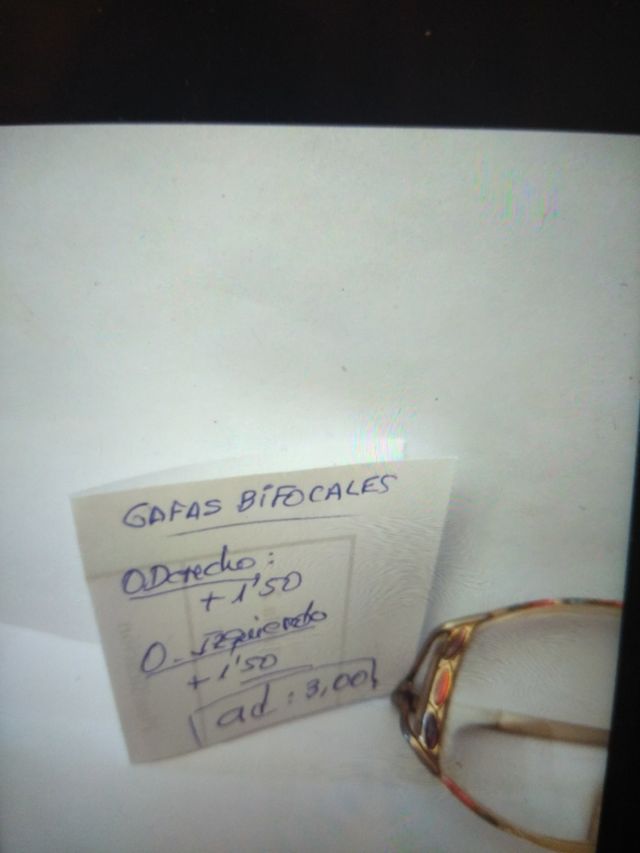 GAFAS BIFOCALES
O.Derecho:
+1'50
O-Izquierdo
+1'50
ad: 3,00